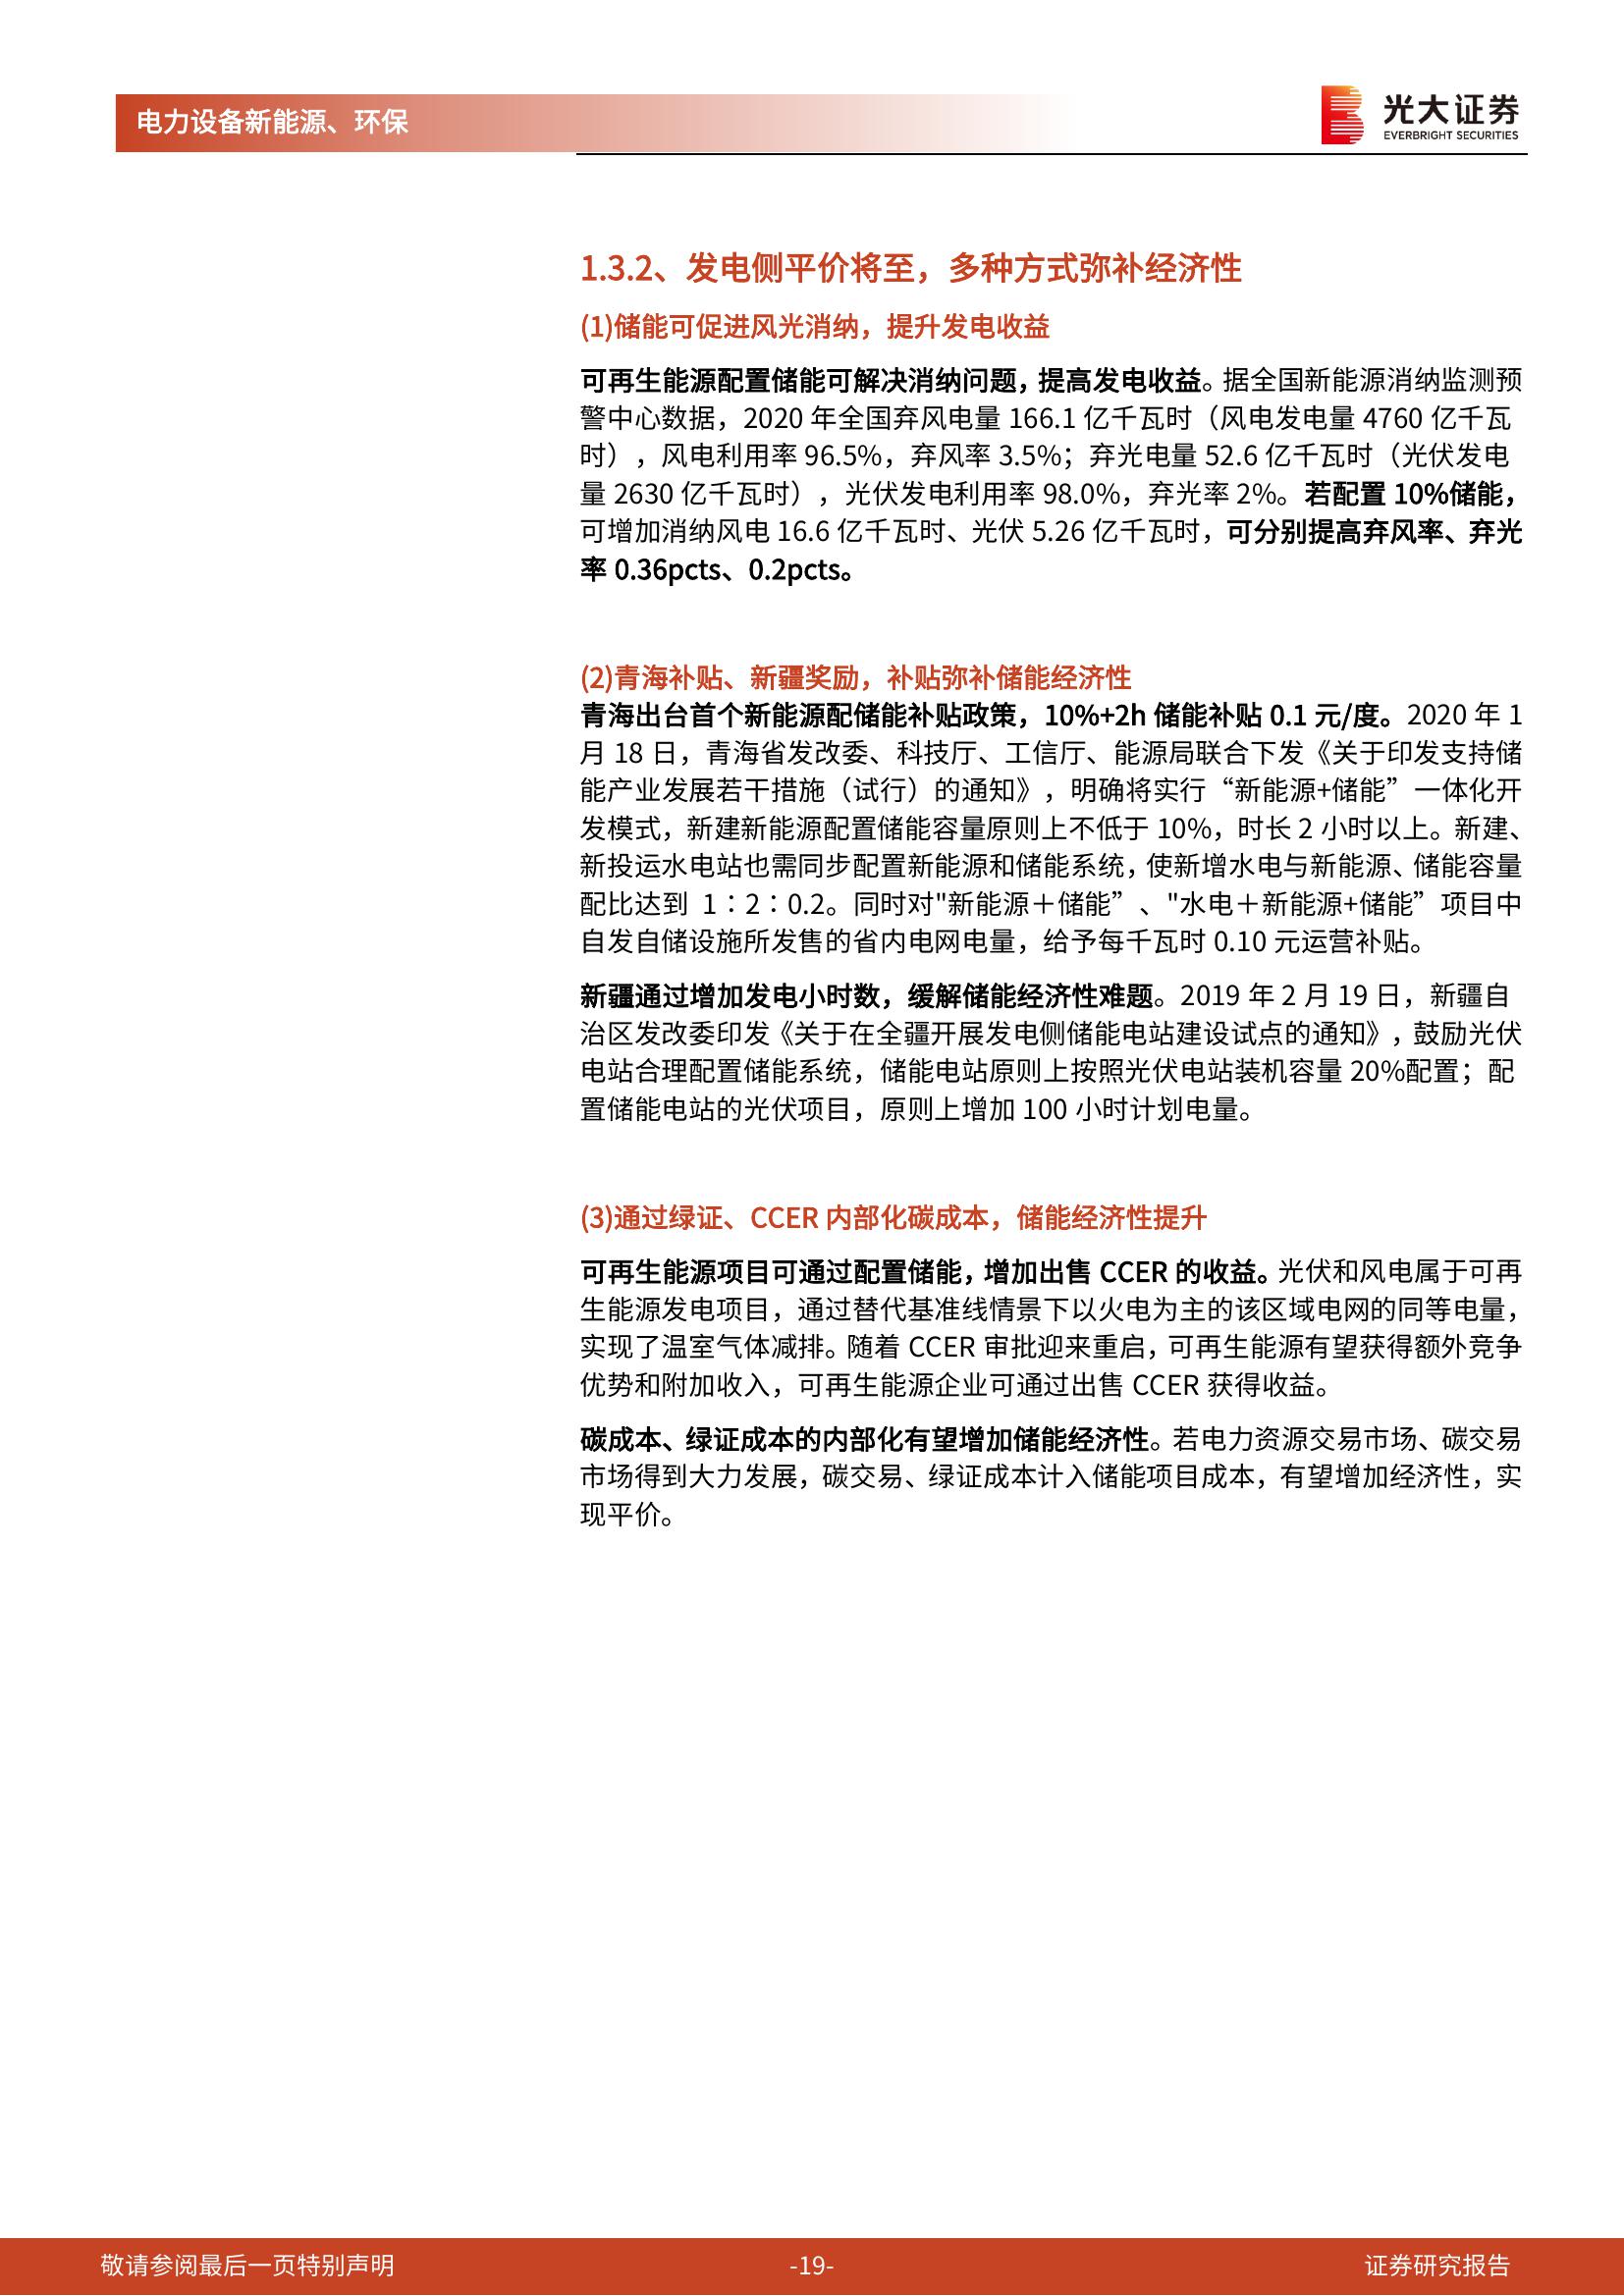 电力设备新能源、环保
光大证券
EVERBRIGHT SECURITIES
1.3.2、发电侧平价将至，多种方式弥补经济性
(1)储能可促进风光消纳，提升发电收益
可再生能源配置储能可解决消纳问题，提高发电收益。据全国新能源消纳监测预
警中心数据，2020 年全国弃风电量 166.1 亿千瓦时（风电发电量 4760 亿千瓦
时），风电利用率 96.5%，弃风率 3.5%；弃光电量 52.6 亿千瓦时（光伏发电
量 2630 亿千瓦时），光伏发电利用率 98.0%，弃光率 2%。若配置 10%储能，
可增加消纳风电 16.6 亿千瓦时、光伏 5.26 亿千瓦时，可分别提高弃风率、弃光
率 0.36pcts、0.2pcts。
(2)青海补贴、新疆奖励，补贴弥补储能经济性
青海出台首个新能源配储能补贴政策，10%+2h 储能补贴 0.1 元/度。2020 年 1
月 18 日，青海省发改委、科技厅、工信厅、能源局联合下发《关于印发支持储
能产业发展若干措施（试行）的通知》，明确将实行“新能源+储能”一体化开
发模式，新建新能源配置储能容量原则上不低于 10%，时长 2 小时以上。新建、
新投运水电站也需同步配置新能源和储能系统，使新增水电与新能源、储能容量
配比达到 1：2：0.2。同时对"新能源＋储能”、"水电＋新能源+储能”项目中
自发自储设施所发售的省内电网电量，给予每千瓦时 0.10 元运营补贴。
新疆通过增加发电小时数，缓解储能经济性难题。2019 年 2 月 19 日，新疆自
治区发改委印发《关于在全疆开展发电侧储能电站建设试点的通知》，鼓励光伏
电站合理配置储能系统，储能电站原则上按照光伏电站装机容量 20%配置；配
置储能电站的光伏项目，原则上增加 100 小时计划电量。
(3)通过绿证、CCER 内部化碳成本，储能经济性提升
可再生能源项目可通过配置储能，增加出售 CCER 的收益。光伏和风电属于可再
生能源发电项目，通过替代基准线情景下以火电为主的该区域电网的同等电量，
实现了温室气体减排。随着 CCER 审批迎来重启，可再生能源有望获得额外竞争
优势和附加收入，可再生能源企业可通过出售 CCER 获得收益。
碳成本、绿证成本的内部化有望增加储能经济性。若电力资源交易市场、碳交易
市场得到大力发展，碳交易、绿证成本计入储能项目成本，有望增加经济性，实
现平价。
敬请参阅最后一页特别声明
-19-
证券研究报告